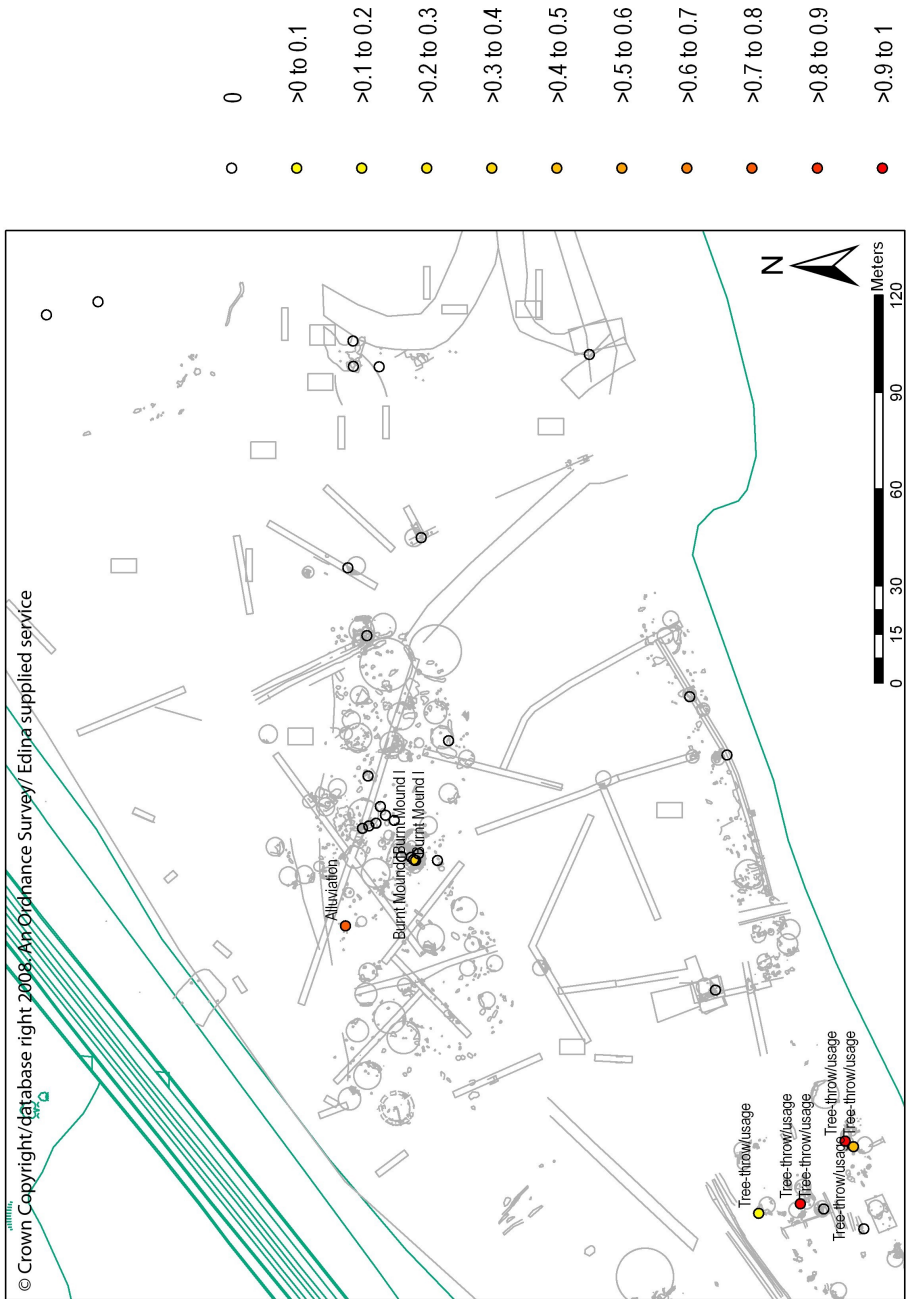 © Crown Copyright/database right 2008. An Ordnance Survey/ Edina supplied service
Alluviation
Burnt Mound I
Burnt Mound I
Burnt Mound I
Tree-throw/usage
Tree-throw/usage
Tree-throw/usage
Tree-throw/usage
Tree-throw/usage
Tree-throw/usage
N
Meters
0
15
30
60
90
120
0
>0 to 0.1
>0.1 to 0.2
>0.2 to 0.3
>0.3 to 0.4
>0.4 to 0.5
>0.5 to 0.6
>0.6 to 0.7
>0.7 to 0.8
>0.8 to 0.9
>0.9 to 1